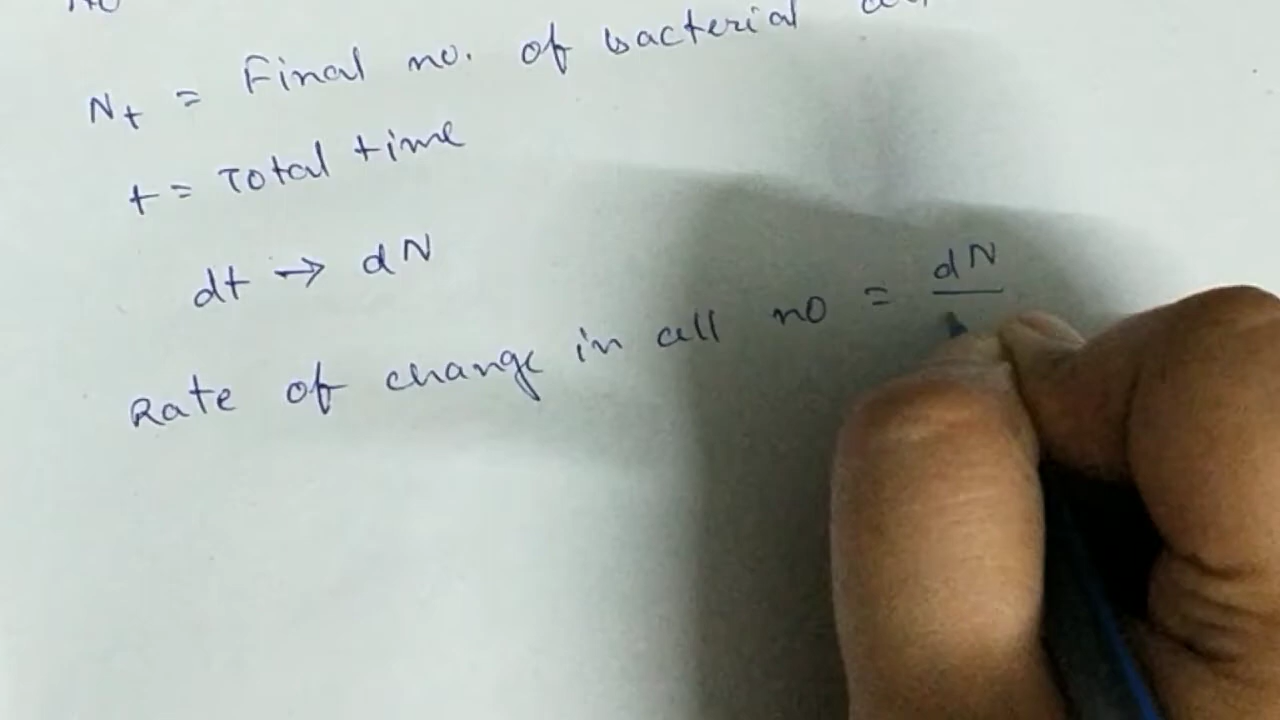 Nt = Final no. of bacterial
t = Total time
dt → dN
Rate of change in cell no = dN